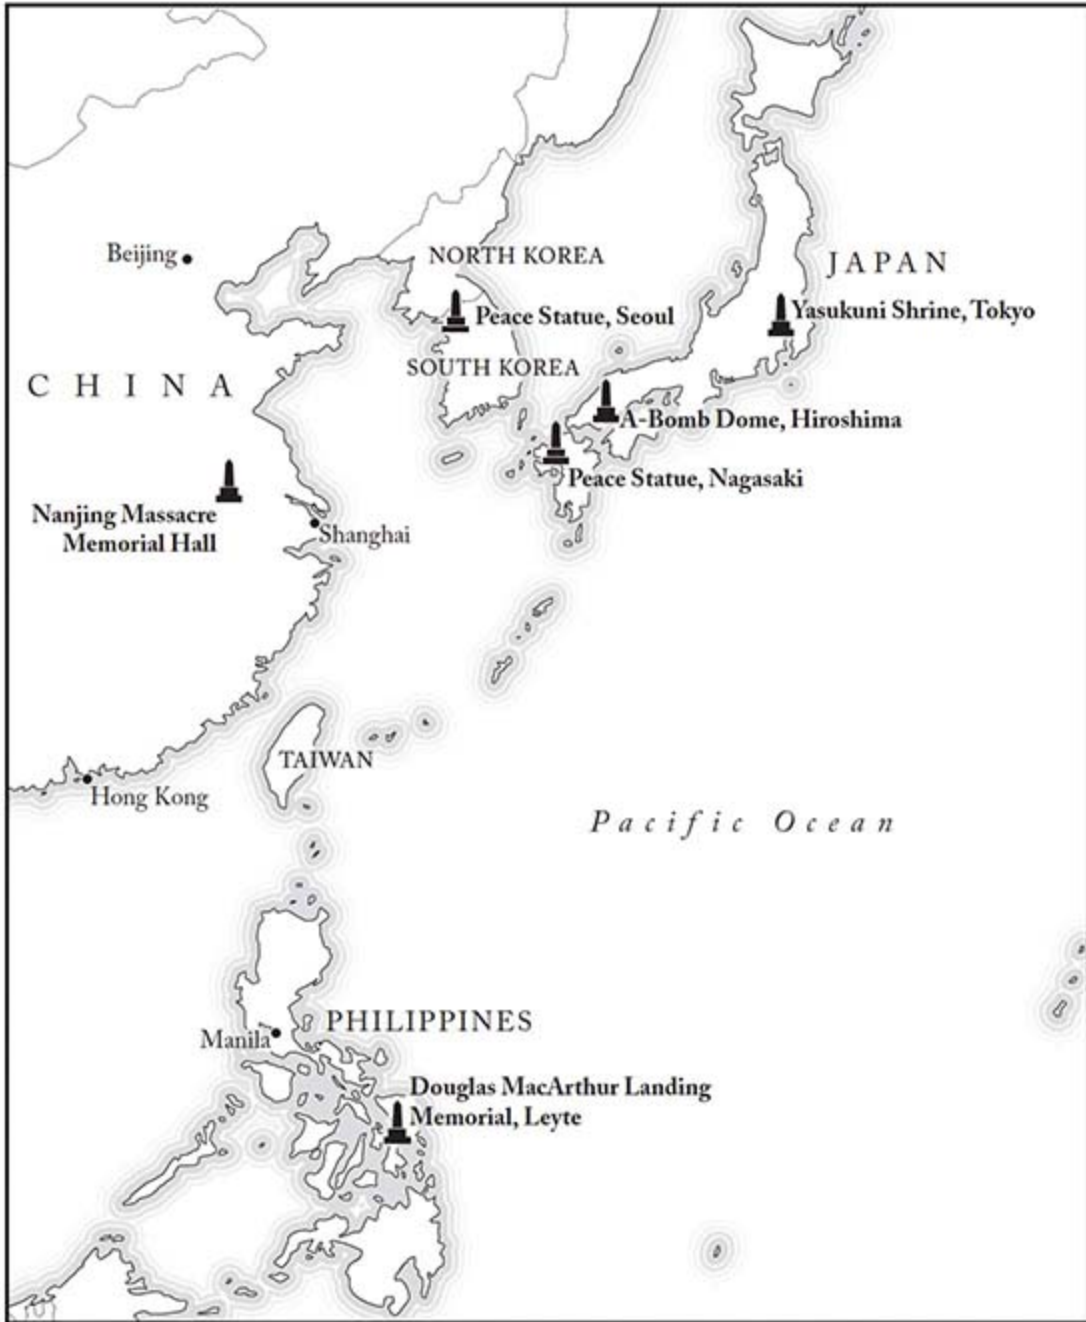 Beijing
NORTH KOREA
JAPAN
Peace Statue, Seoul
Yasukuni Shrine, Tokyo
SOUTH KOREA
CHINA
A-Bomb Dome, Hiroshima
Peace Statue, Nagasaki
Nanjing Massacre
Memorial Hall
Shanghai
TAIWAN
Hong Kong
Pacific Ocean
PHILIPPINES
Manila
Douglas MacArthur Landing
Memorial, Leyte